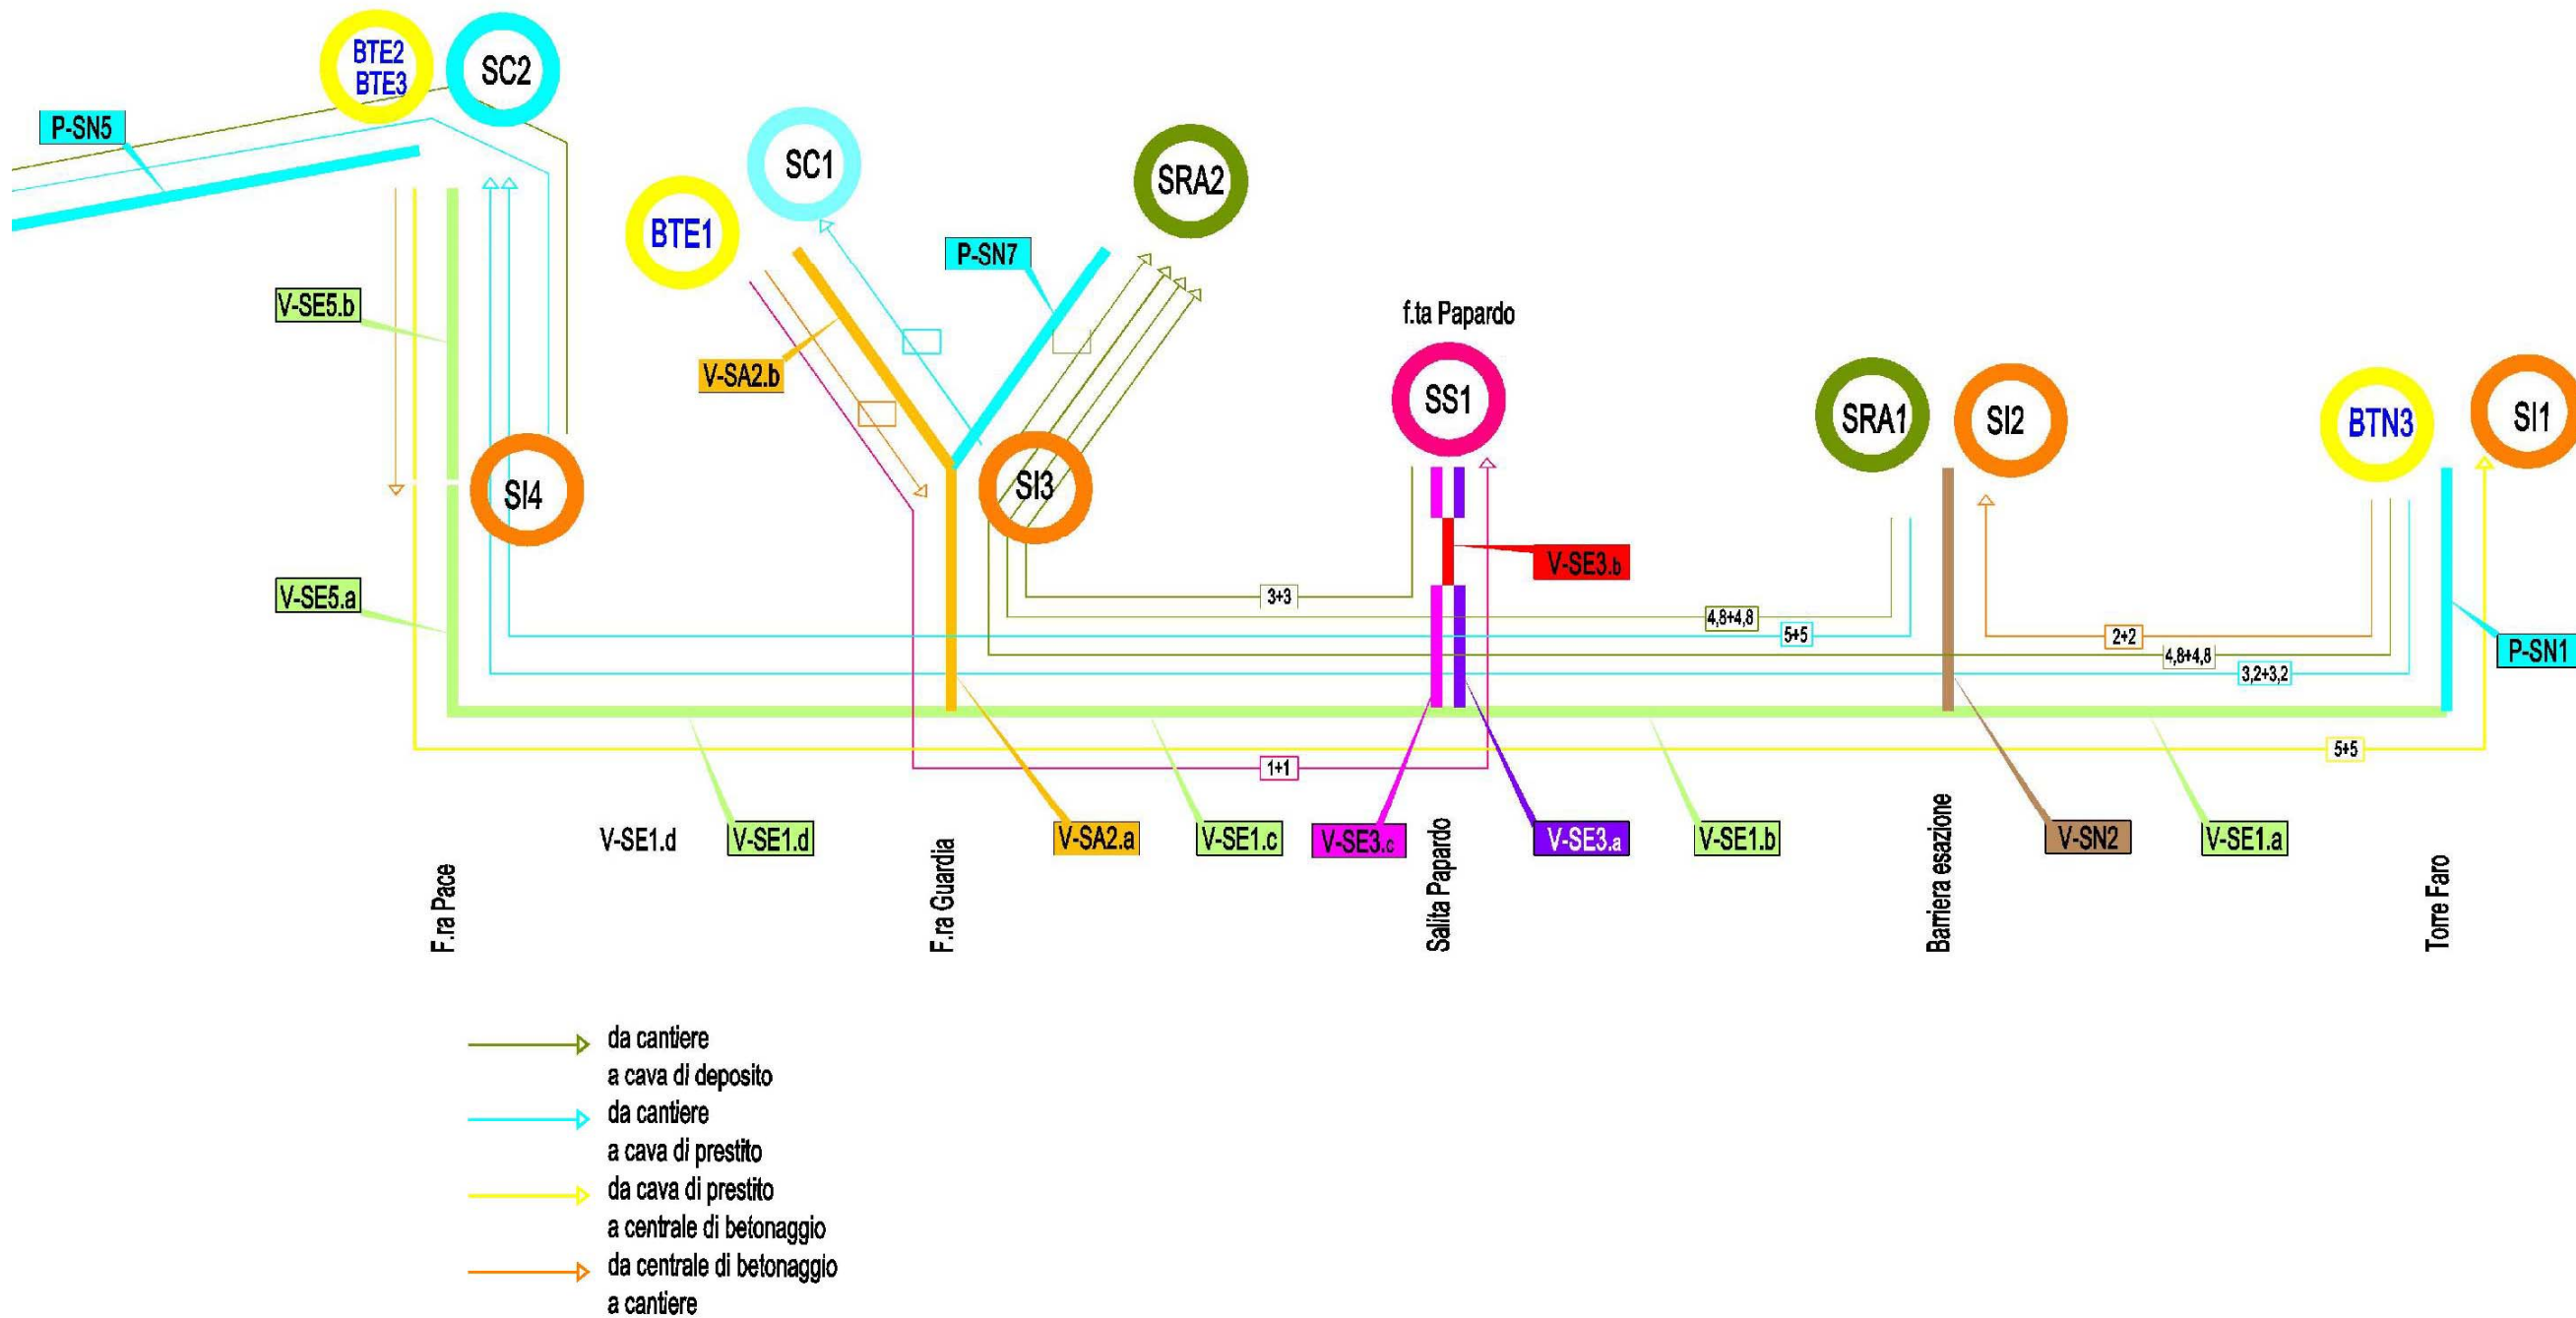 BTE2
BTE3
SC2
P-SN5
SC1
SRA2
BTE1
P-SN7
V-SE5.b
f.ta Papardo
V-SA2.b
SS1
SRA1
SI2
BTN3
SI1
SI4
SI3
V-SE3.b
V-SE5.a
3+3
4,8+4,8
5+5
2+2
4,8+4,8
P-SN1
3,2+3,2
5+5
1+1
V-SE1.d
V-SE1.d
V-SA2.a
V-SE1.c
V-SE3.c
V-SE3.a
V-SE1.b
V-SN2
V-SE1.a
F.ra Pace
F.ra Guardia
Salita Papardo
Barriera esazione
Torre Faro
da cantiere
a cava di deposito
da cantiere
a cava di prestito
da cava di prestito
a centrale di betonaggio
da centrale di betonaggio
a cantiere